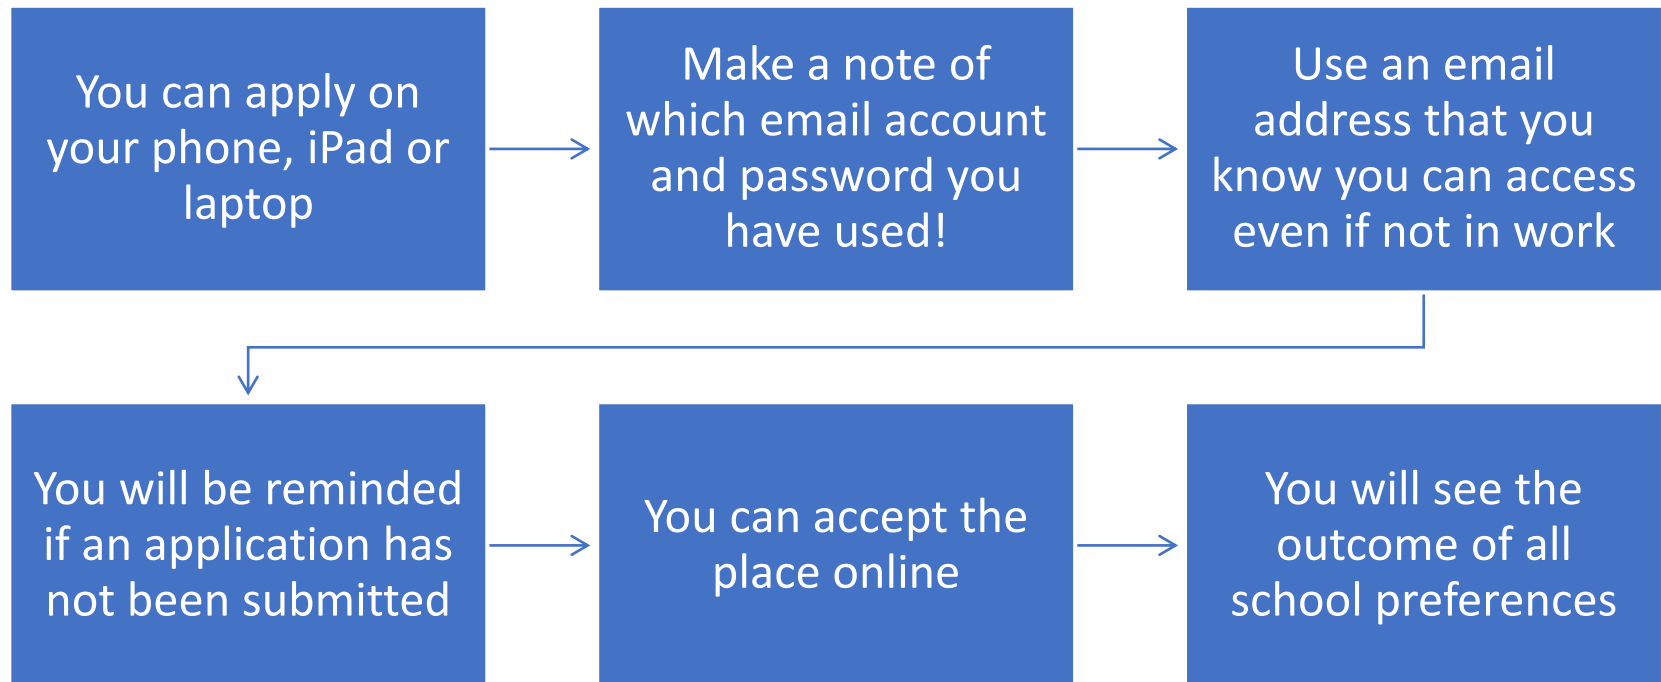 You can apply on
your phone, iPad or
laptop
Make a note of
which email account
and password you
have used!
Use an email
address that you
know you can access
even if not in work
You will be reminded
if an application has
not been submitted
You can accept the
place online
You will see the
outcome of all
school preferences